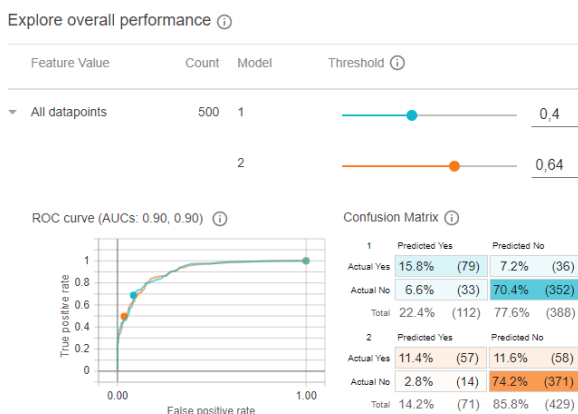 Explore overall performance
Feature Value Count Model Threshold
All datapoints 500 1 0,4
2 0,64
ROC curve (AUCs: 0.90, 0.90)
1
0.8
0.6
0.4
0.2
0
True positive rate
0.00 1.00
False positive rate
Confusion Matrix
1 Predicted Yes Predicted No
Actual Yes 15.8% (79) 7.2% (36)
Actual No 6.6% (33) 70.4% (352)
Total 22.4% (112) 77.6% (388)
2 Predicted Yes Predicted No
Actual Yes 11.4% (57) 11.6% (58)
Actual No 2.8% (14) 74.2% (371)
Total 14.2% (71) 85.8% (429)